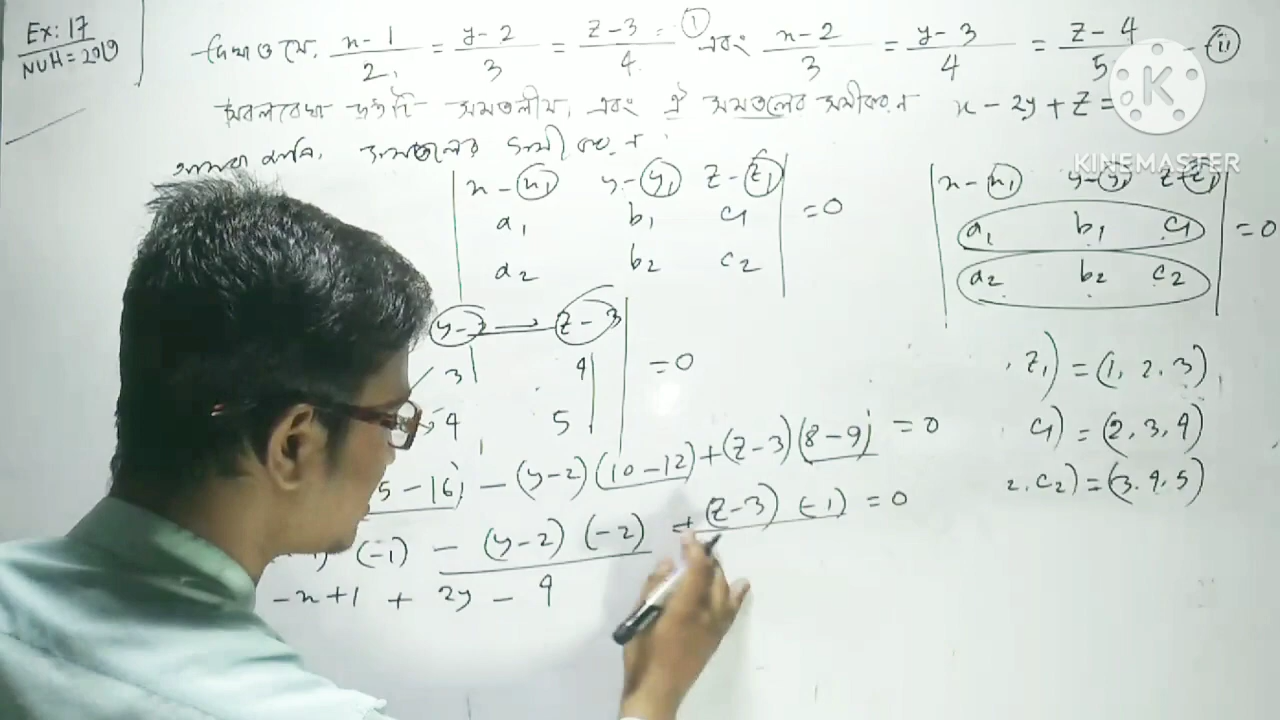 Ex: 17
NUH = 2019
দেখাও যে, x-1/2 = y-2/3 = z-3/4 - (i) এবং x-2/3 = y-3/4 = z-4/5 - (ii)
সরলরেখা দুইটি সমতলীয়, এবং ঐ সমতলের সমীকরণ x - 2y + z =
আমরা জানি, সমতলের সমীকরণ
| x - x₁ y - y₁ z - z₁ |
| a₁ b₁ c₁ | = 0
| a₂ b₂ c₂ |
| x - x₁ y - y₁ z - z₁ |
| a₁ b₁ c₁ | = 0
| a₂ b₂ c₂ |
y-2 z-3 |
3 4 | = 0
4 5 |
, z₁) = (1, 2, 3)
c₁) = (2, 3, 4)
2, c₂) = (3, 4, 5)
5-16) - (y-2)(10-12) + (z-3)(8-9) = 0
(-1) - (y-2)(-2) + (z-3)(-1) = 0
-x+1 + 2y - 4
K
KINEMASTER